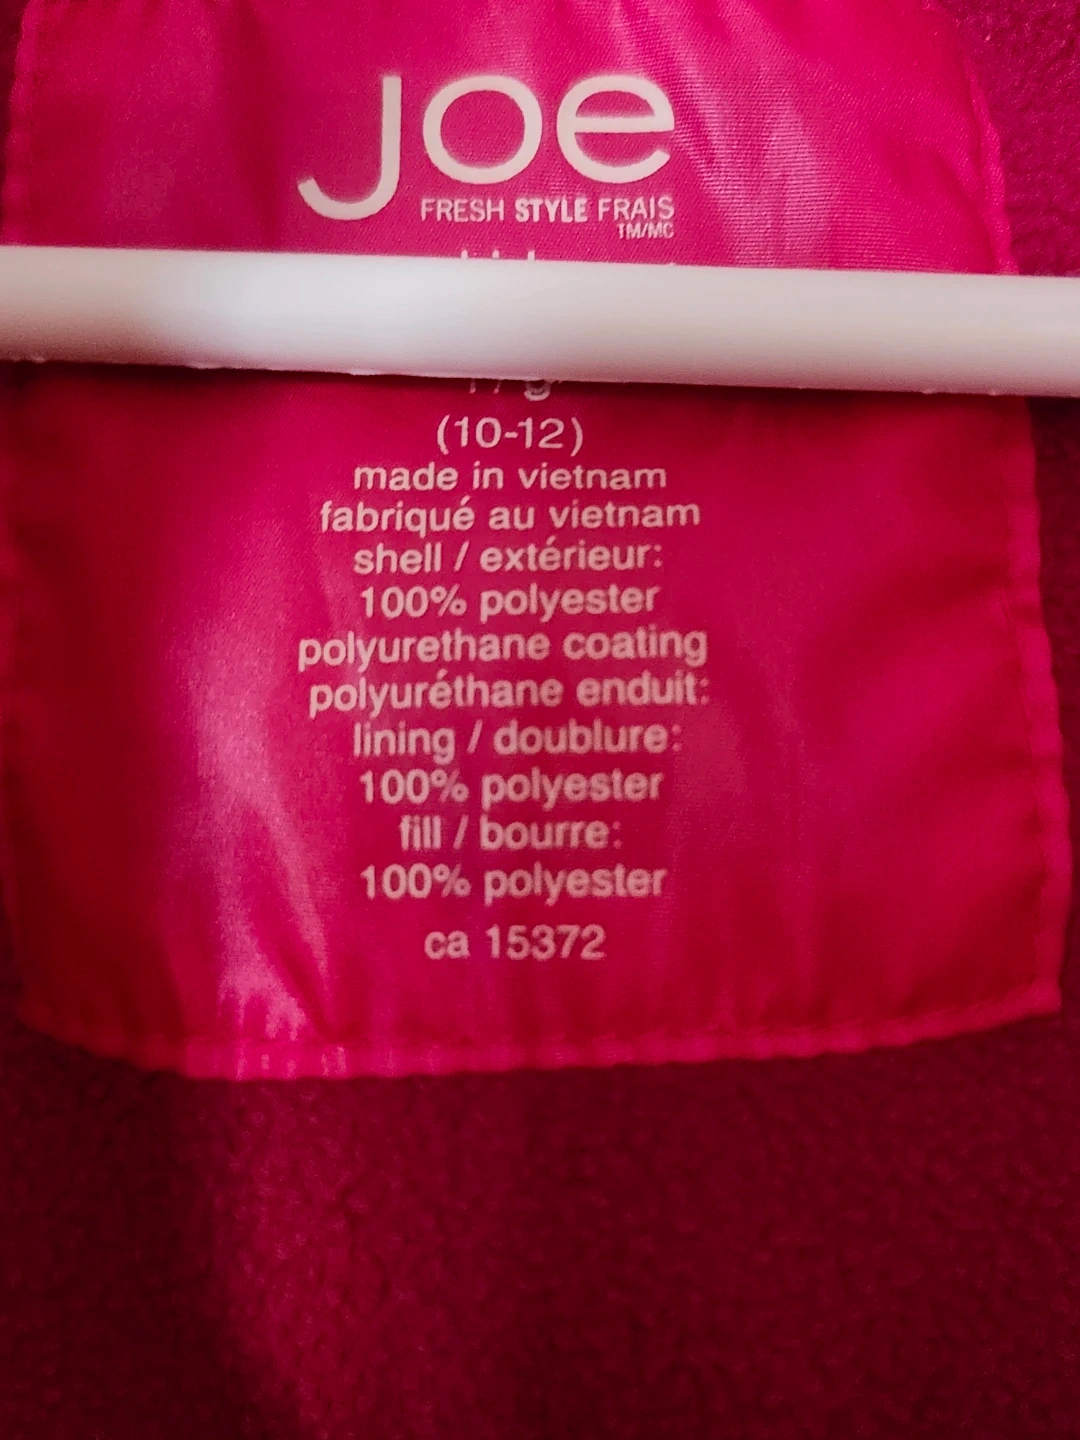 Joe
FRESH STYLE FRAIS
TM/MC
(10-12)
made in vietnam
fabriqué au vietnam
shell / extérieur:
100% polyester
polyurethane coating
polyuréthane enduit:
lining / doublure:
100% polyester
fill / bourre:
100% polyester
ca 15372